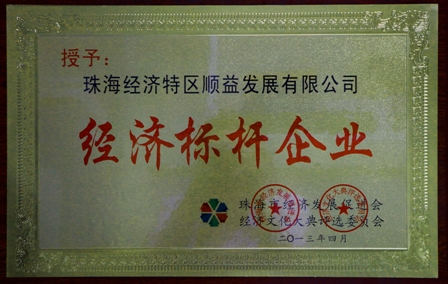 授予：
珠海经济特区顺益发展有限公司
经济标杆企业
珠海市经济发展促进会
经济文化大典评选委员会
二〇一三年四月